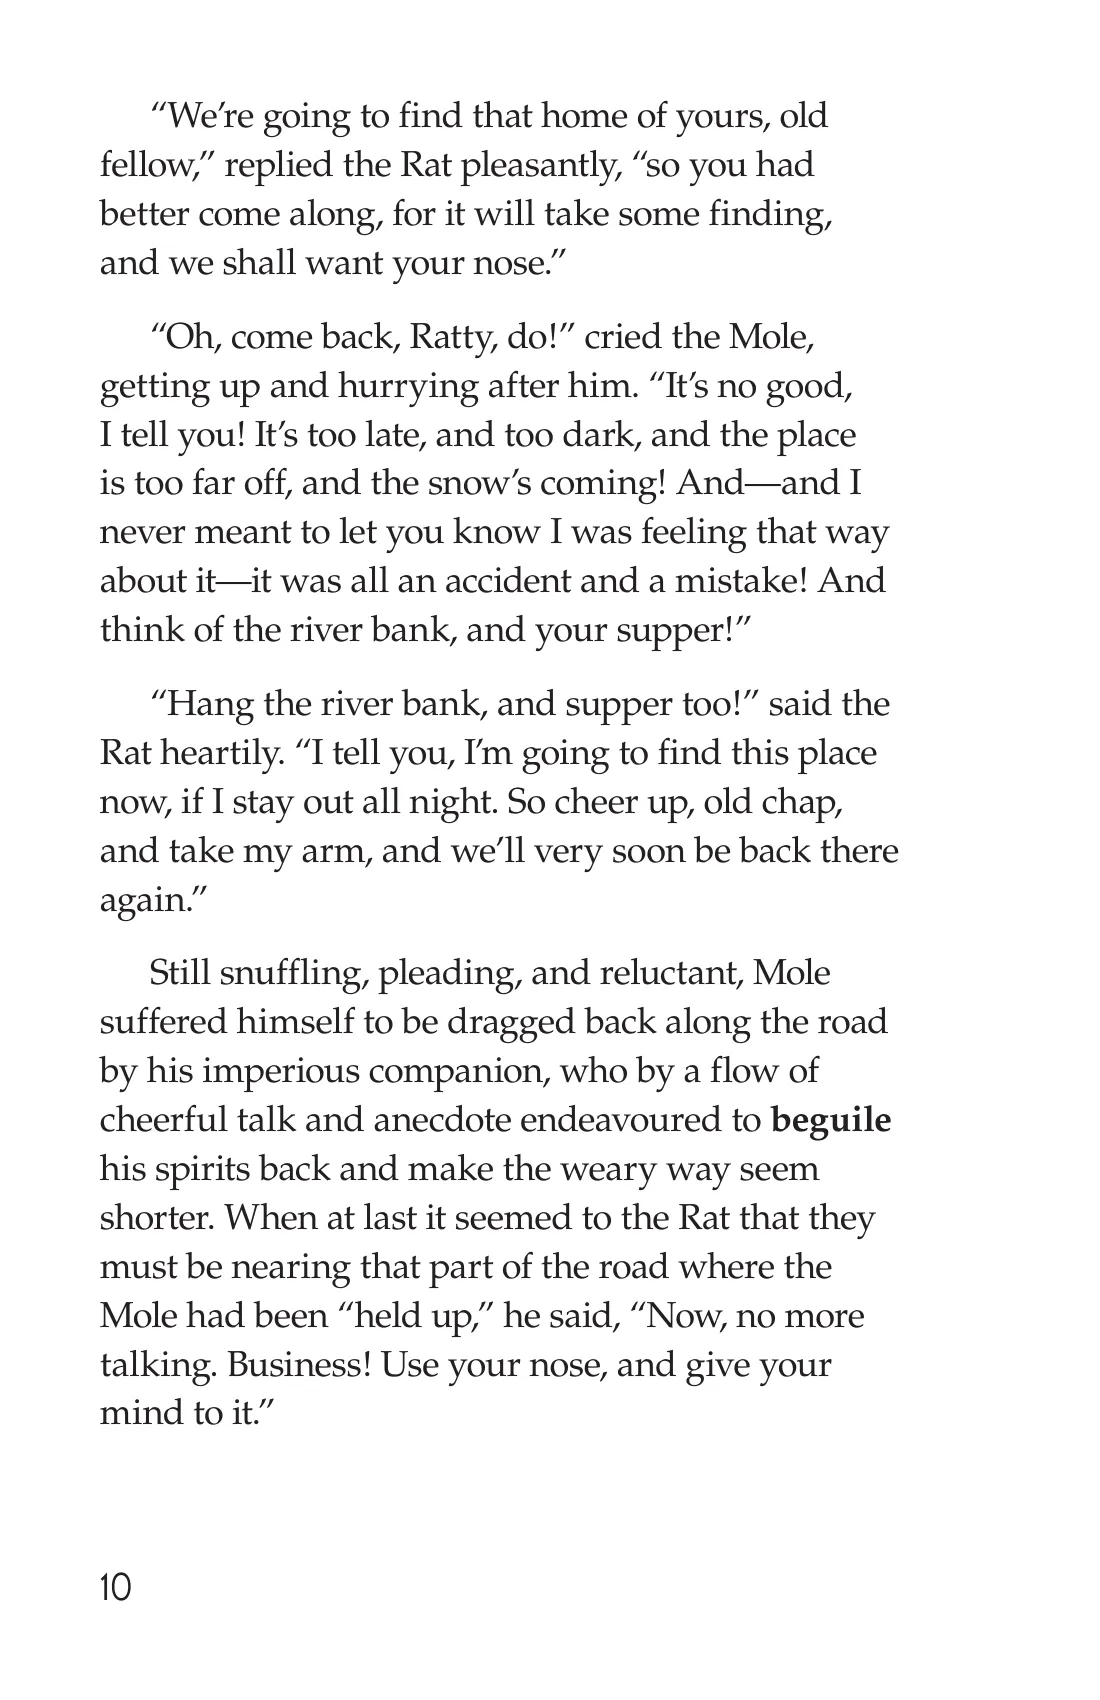 “We’re going to find that home of yours, old
fellow,” replied the Rat pleasantly, “so you had
better come along, for it will take some finding,
and we shall want your nose.”
“Oh, come back, Ratty, do!” cried the Mole,
getting up and hurrying after him. “It’s no good,
I tell you! It’s too late, and too dark, and the place
is too far off, and the snow’s coming! And—and I
never meant to let you know I was feeling that way
about it—it was all an accident and a mistake! And
think of the river bank, and your supper!”
“Hang the river bank, and supper too!” said the
Rat heartily. “I tell you, I’m going to find this place
now, if I stay out all night. So cheer up, old chap,
and take my arm, and we’ll very soon be back there
again.”
Still snuffling, pleading, and reluctant, Mole
suffered himself to be dragged back along the road
by his imperious companion, who by a flow of
cheerful talk and anecdote endeavoured to beguile
his spirits back and make the weary way seem
shorter. When at last it seemed to the Rat that they
must be nearing that part of the road where the
Mole had been “held up,” he said, “Now, no more
talking. Business! Use your nose, and give your
mind to it.”
10